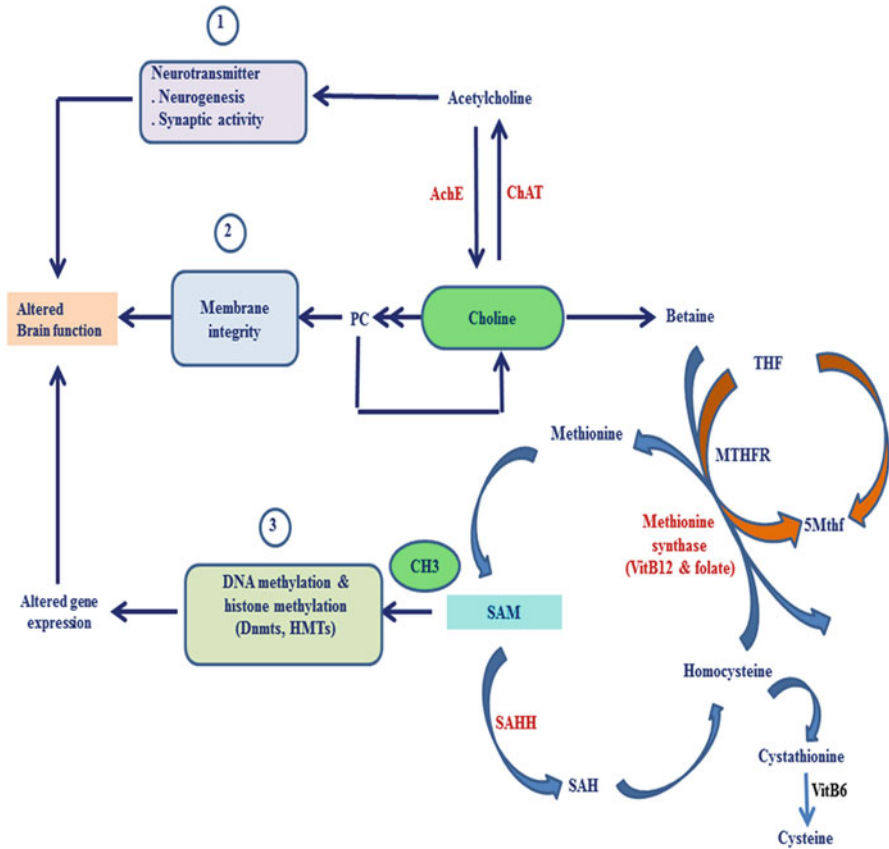 1
Neurotransmitter
. Neurogenesis
. Synaptic activity
Acetylcholine
AchE
ChAT
2
Altered
Brain function
Membrane
integrity
PC
Choline
Betaine
THF
Methionine
MTHFR
5Mthf
Methionine
synthase
(VitB12 & folate)
3
CH3
DNA methylation &
histone methylation
(Dnmts, HMTs)
Altered gene
expression
SAM
Homocysteine
SAHH
SAH
Cystathionine
VitB6
Cysteine